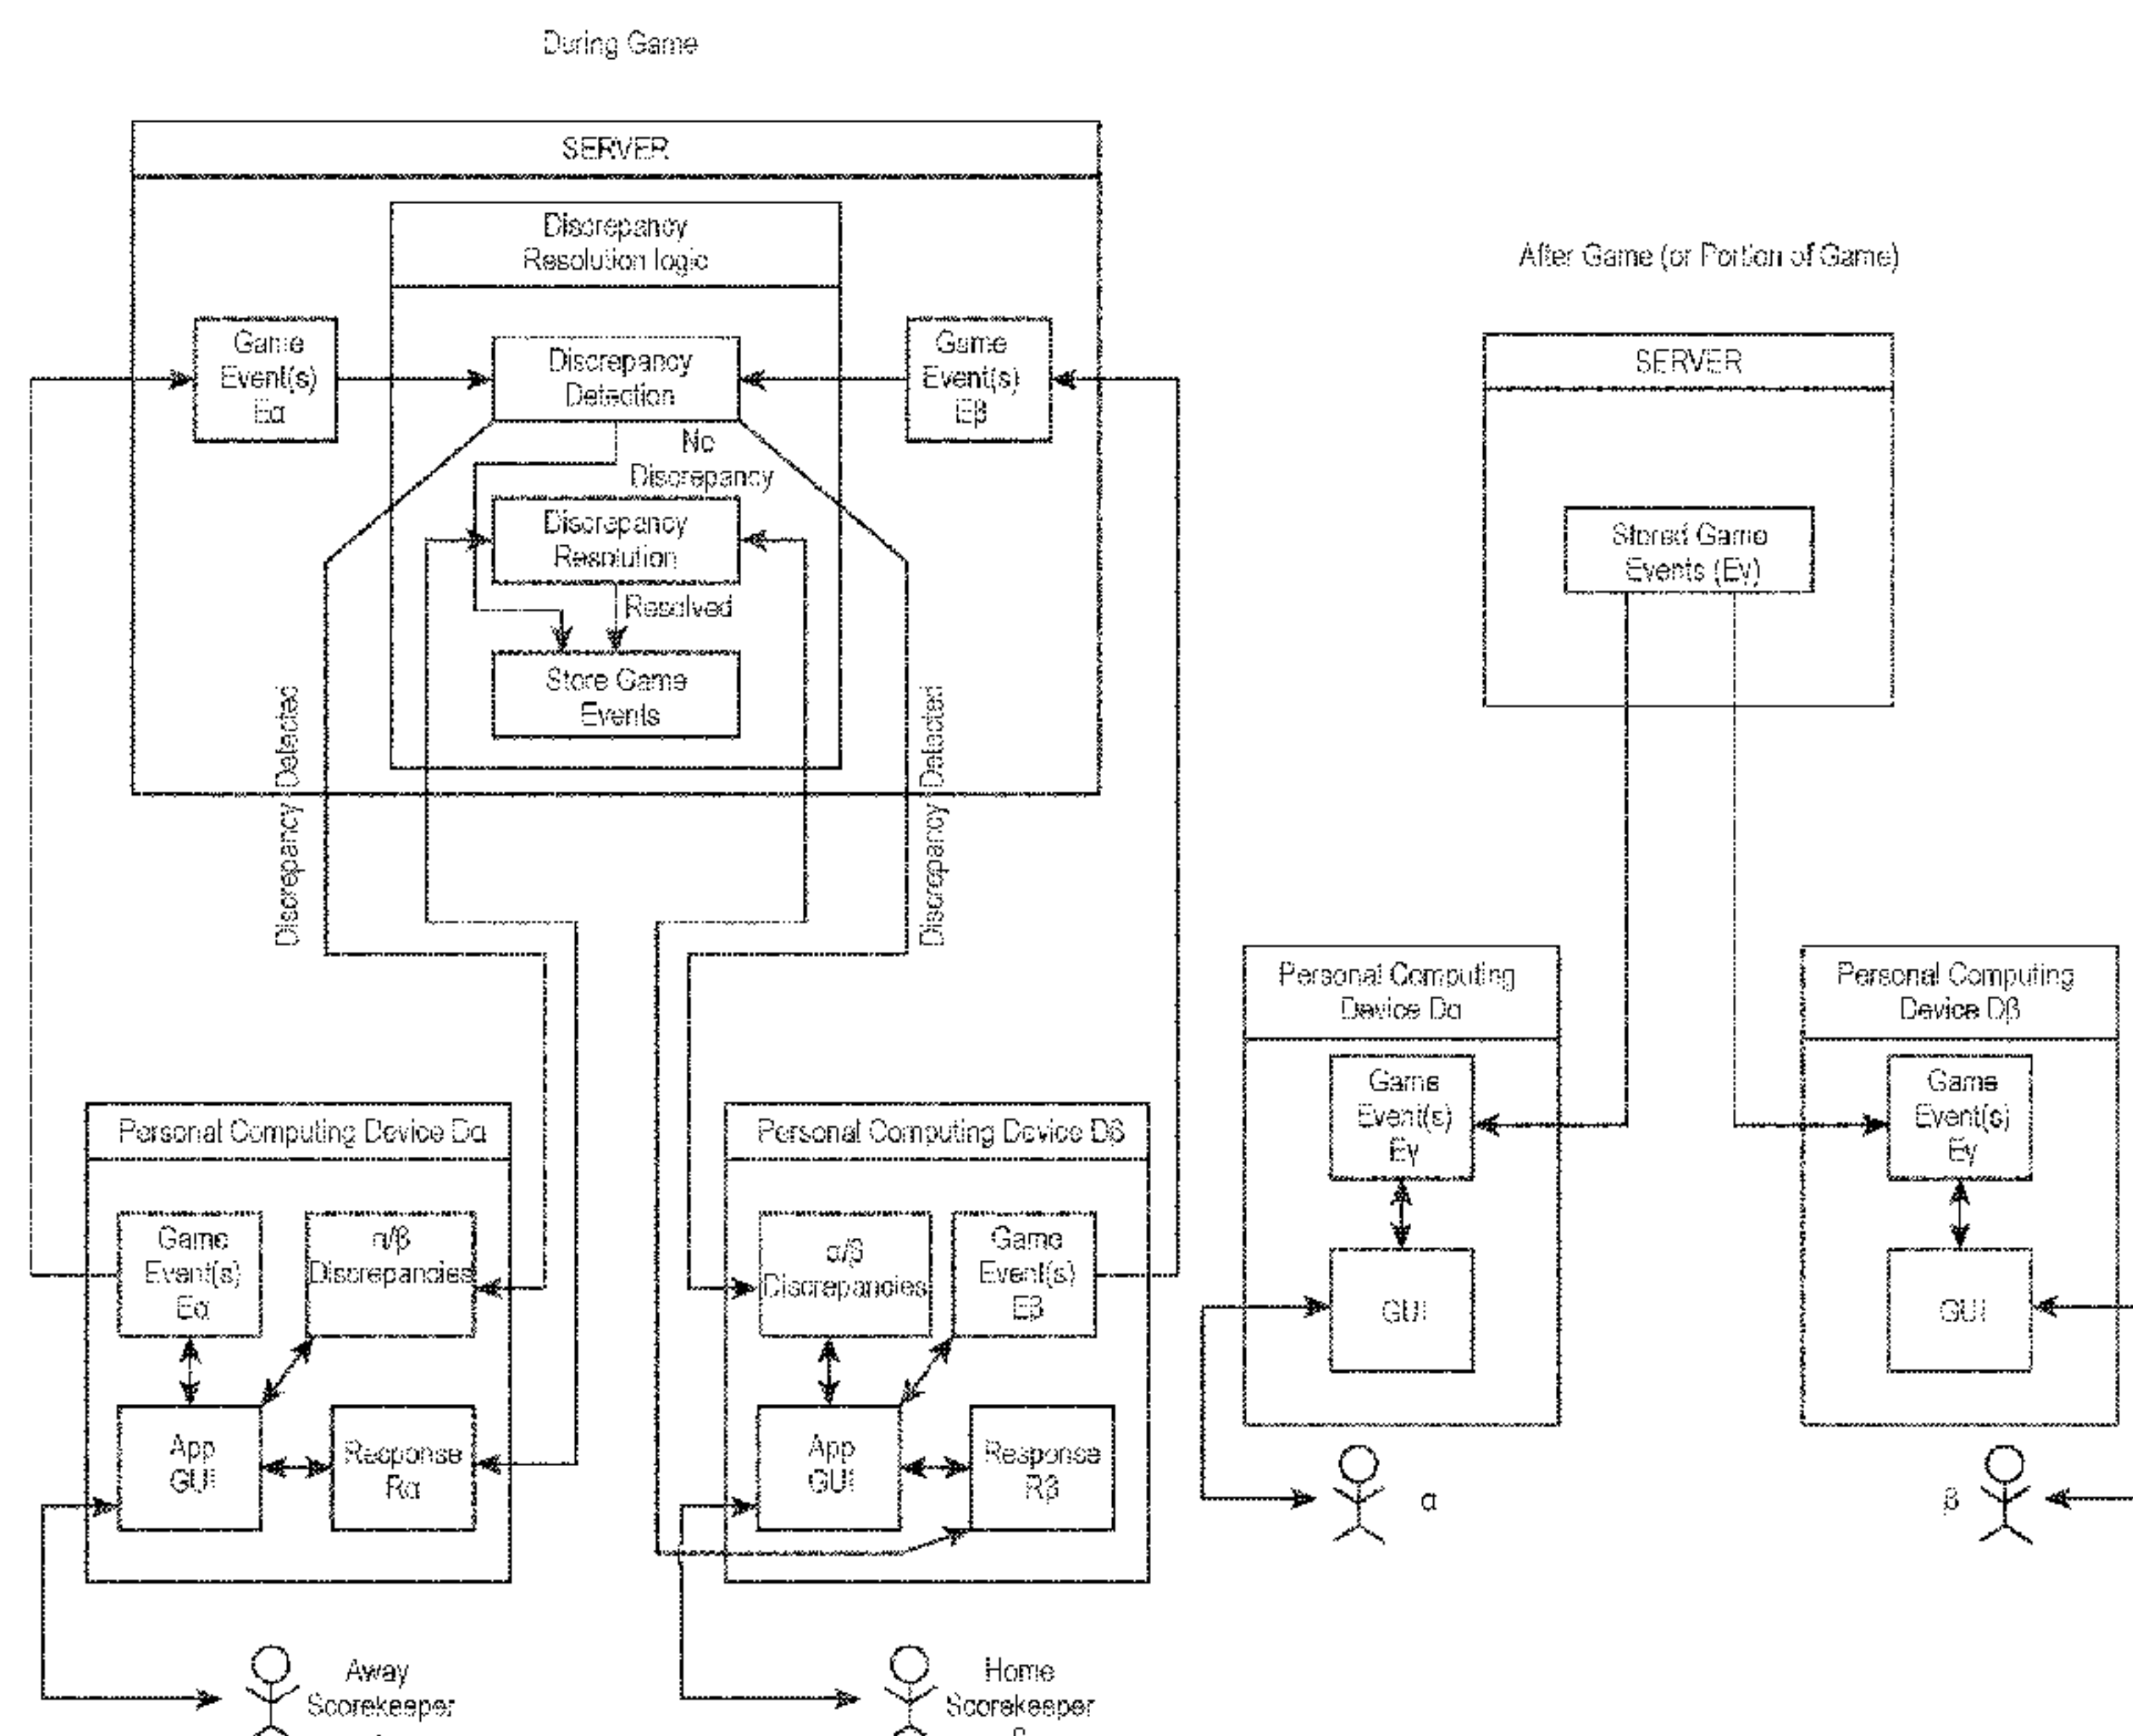 During Game
SERVER
Discrepancy
Resolution logic
Game
Event(s)
Eα
Discrepancy
Detection
Game
Event(s)
Eβ
No
Discrepancy
Discrepancy
Resolution
Resolved
Store Game
Events
Discrepancy Detected
Discrepancy Detected
Personal Computing Device Dα
Game
Event(s)
Eα
α/β
Discrepancies
App
GUI
Response
Rα
Away
Scorekeeper
Personal Computing Device Dβ
α/β
Discrepancies
Game
Event(s)
Eβ
App
GUI
Response
Rβ
Home
Scorekeeper
After Game (or Portion of Game)
SERVER
Stored Game
Events (Eγ)
Personal Computing
Device Dα
Game
Event(s)
Eγ
GUI
α
Personal Computing
Device Dβ
Game
Event(s)
Eγ
GUI
β